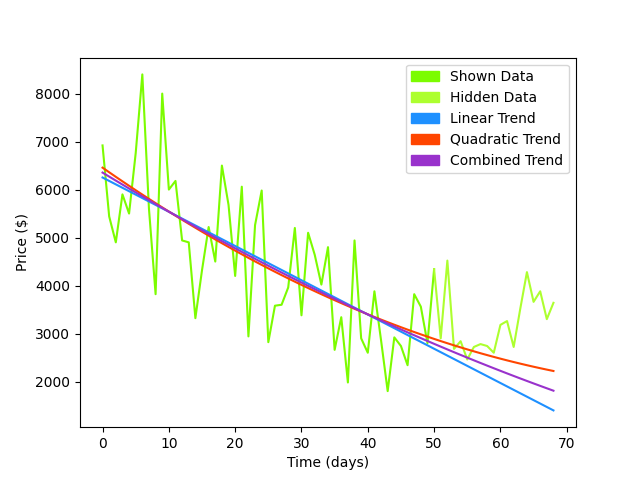 Shown Data
Hidden Data
Linear Trend
Quadratic Trend
Combined Trend
8000
7000
6000
5000
4000
3000
2000
Price ($)
0 10 20 30 40 50 60 70
Time (days)